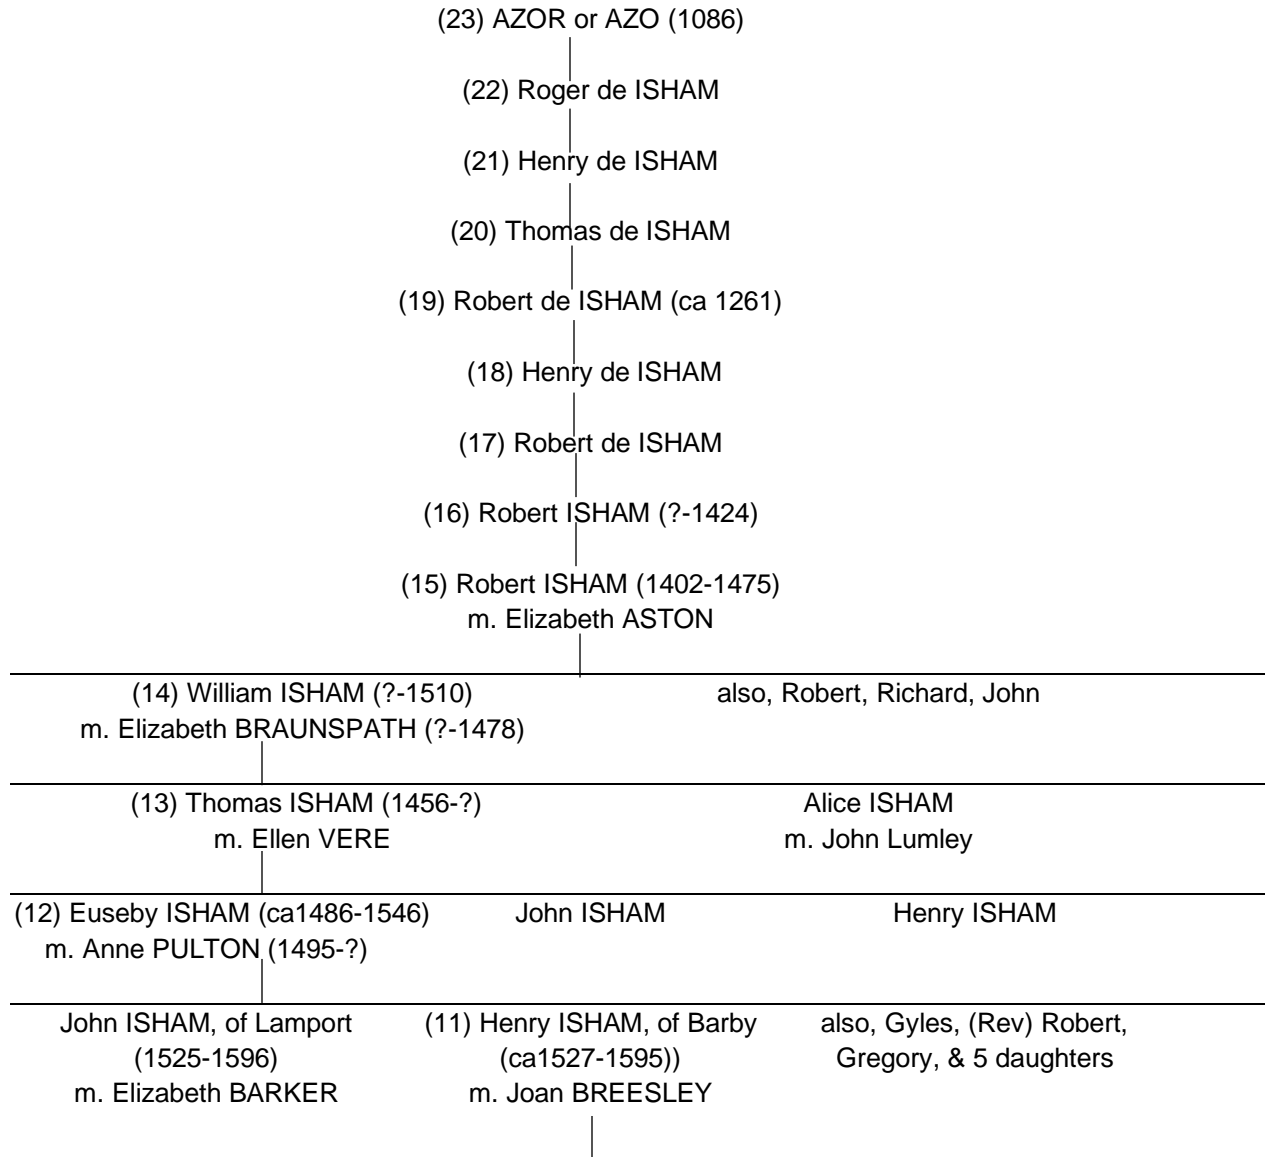 (23) AZOR or AZO (1086)
(22) Roger de ISHAM
(21) Henry de ISHAM
(20) Thomas de ISHAM
(19) Robert de ISHAM (ca 1261)
(18) Henry de ISHAM
(17) Robert de ISHAM
(16) Robert ISHAM (?-1424)
(15) Robert ISHAM (1402-1475)
m. Elizabeth ASTON
(14) William ISHAM (?-1510) also, Robert, Richard, John
m. Elizabeth BRAUNSPATH (?-1478)
(13) Thomas ISHAM (1456-?) Alice ISHAM
m. Ellen VERE m. John Lumley
(12) Euseby ISHAM (ca1486-1546) John ISHAM Henry ISHAM
m. Anne PULTON (1495-?)
John ISHAM, of Lamport (11) Henry ISHAM, of Barby also, Gyles, (Rev) Robert,
(1525-1596) (ca1527-1595)) Gregory, & 5 daughters
m. Elizabeth BARKER m. Joan BREESLEY